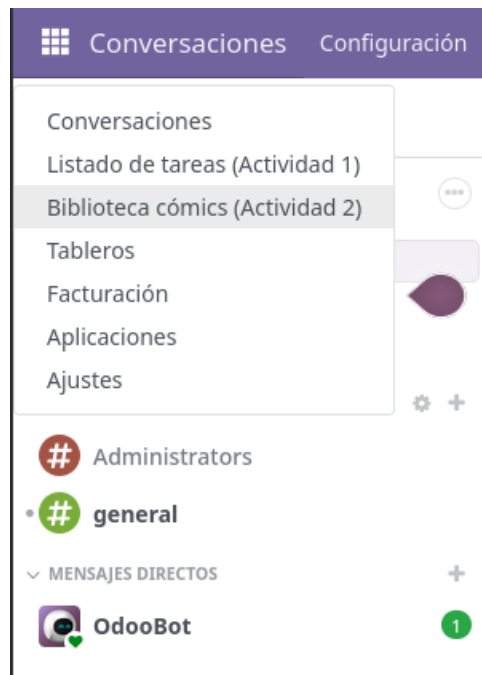 Conversaciones Configuración
Conversaciones
Listado de tareas (Actividad 1)
Biblioteca cómics (Actividad 2)
Tableros
Facturación
Aplicaciones
Ajustes
# Administrators
# general
MENSAJES DIRECTOS
OdooBot 1